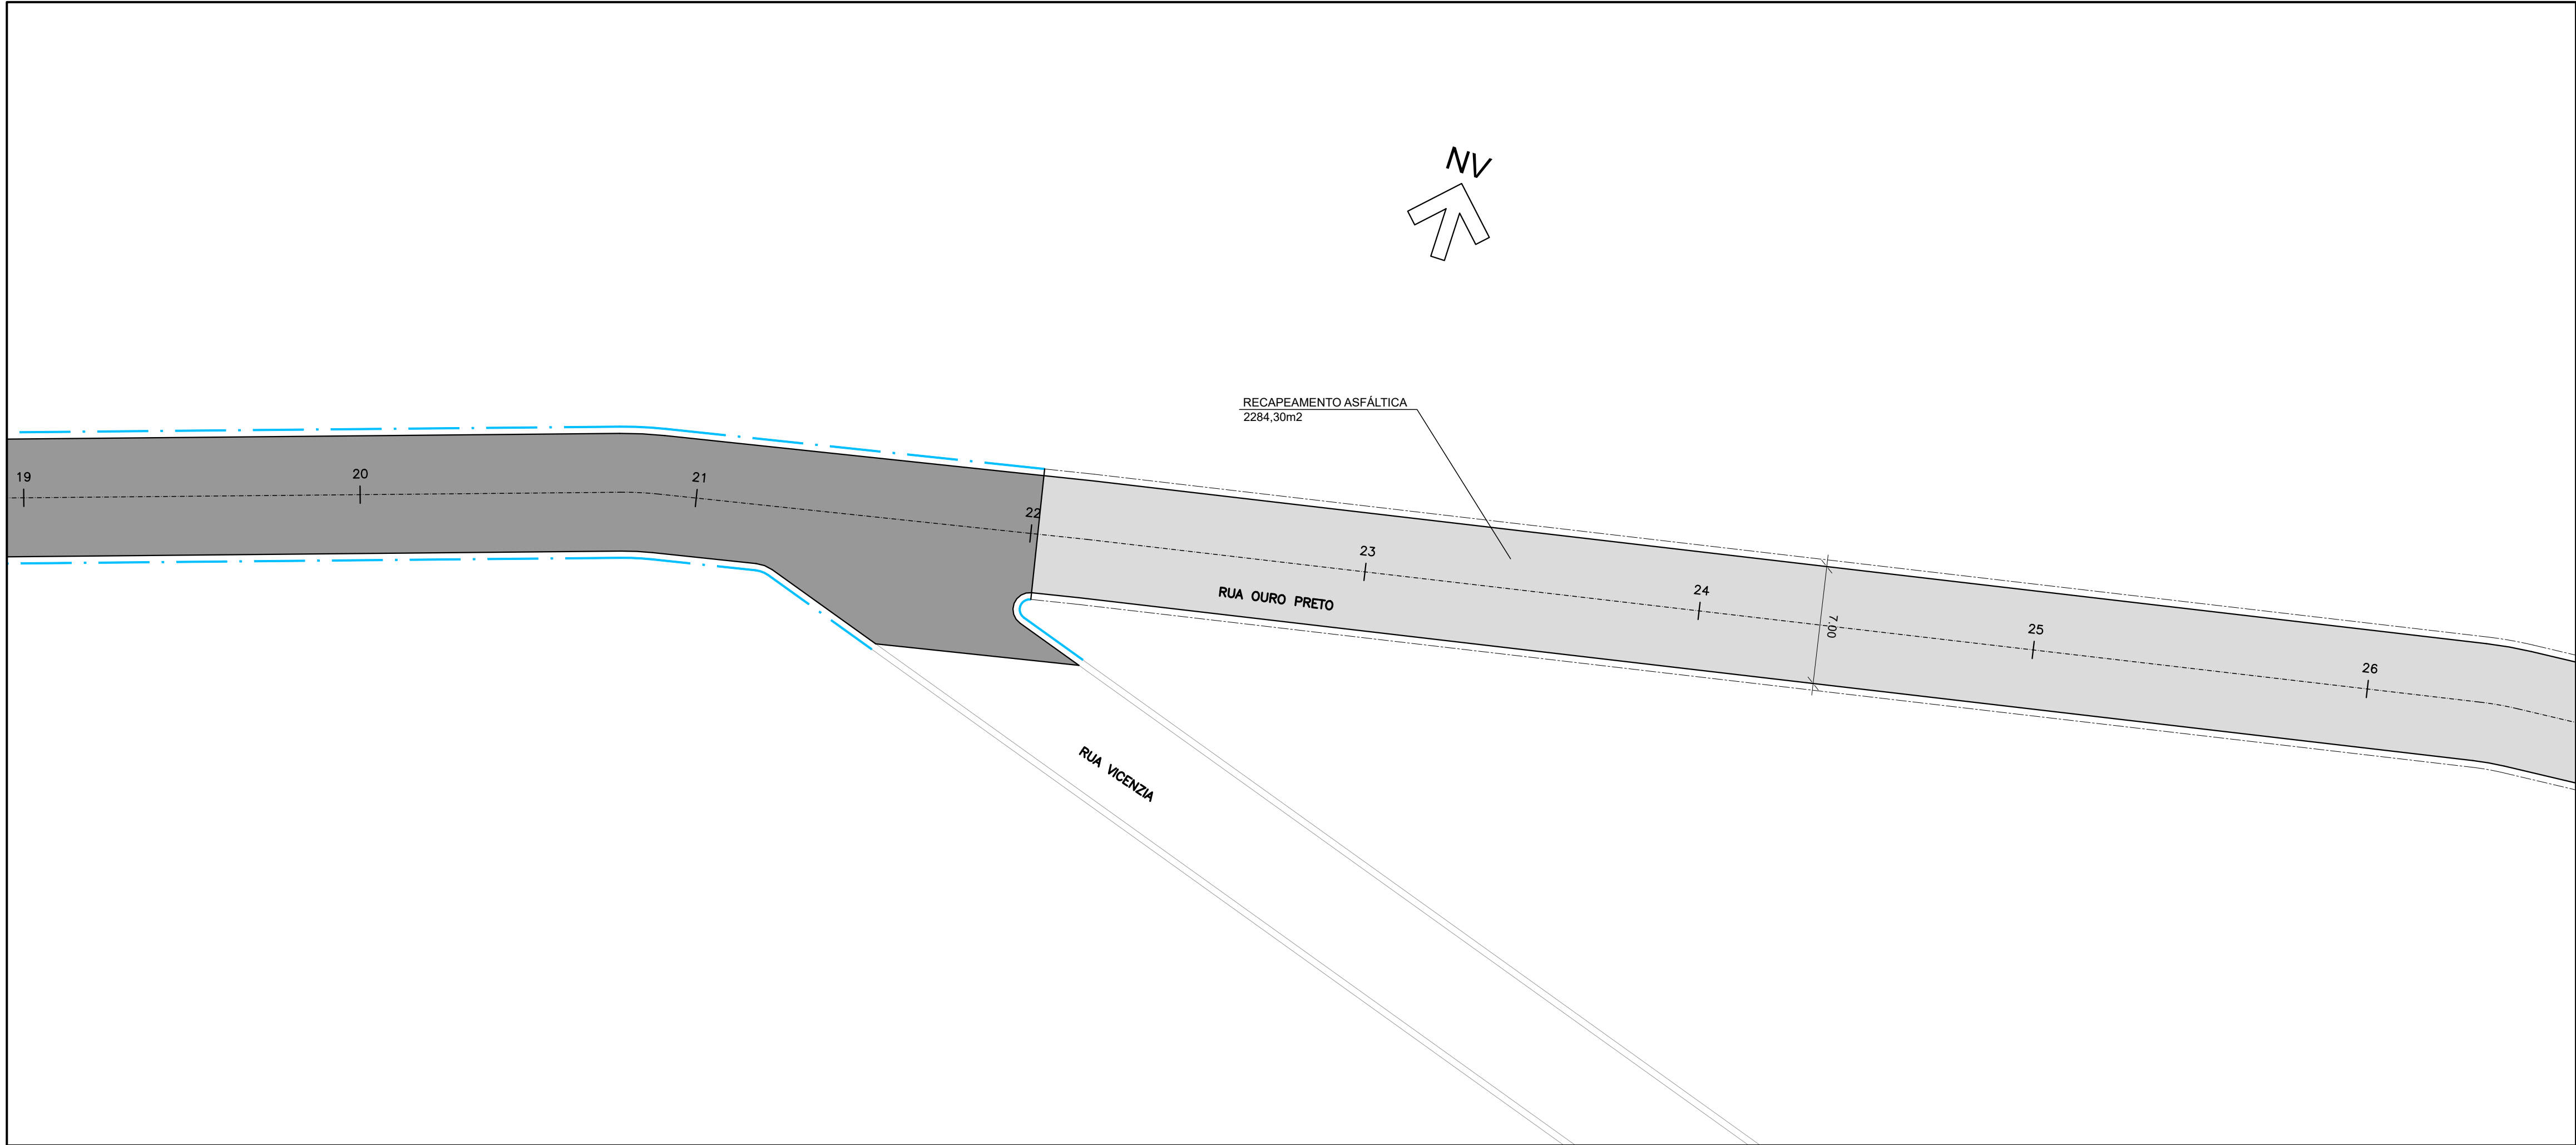 NV
RECAPEAMENTO ASFÁLTICA
2284,30m2
19
20
21
22
23
24
25
26
7.00
RUA OURO PRETO
RUA VICENZIA